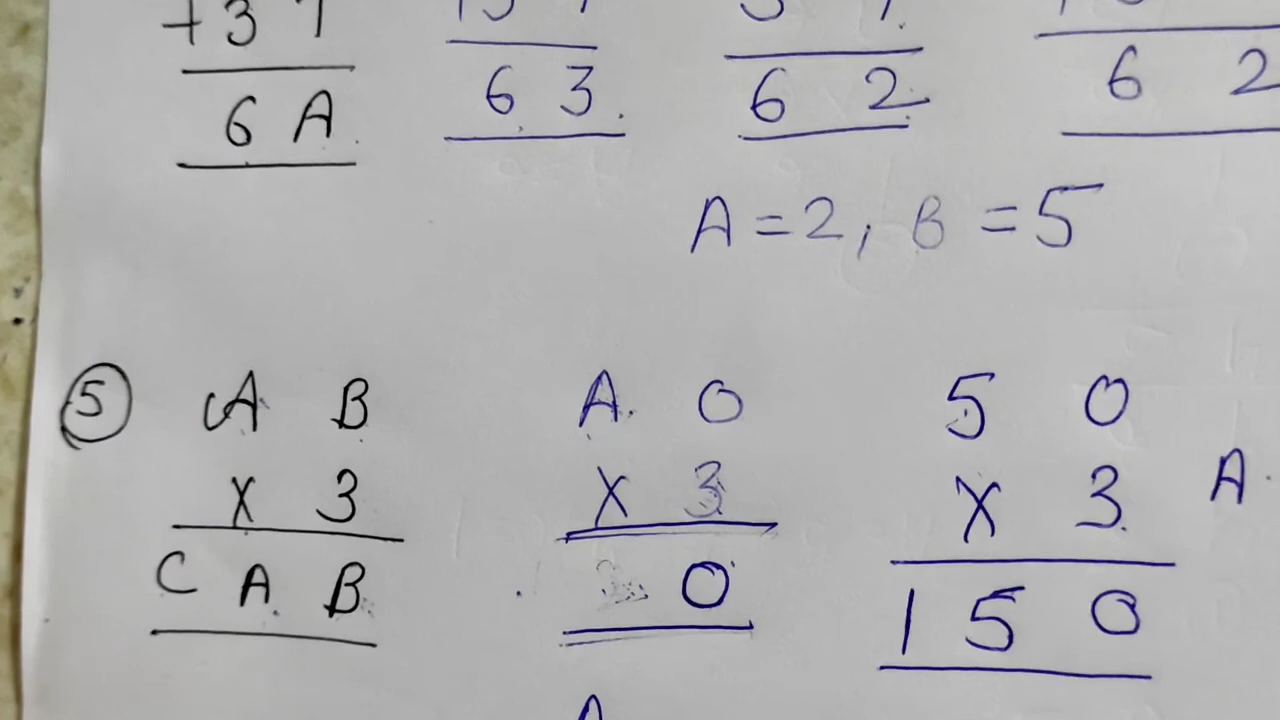 + 3 7
6 A
6 3.
6 2
6 2
A = 2, B = 5
5 A B A. 0 5 0
X 3 X 3 X 3 A
C A B 0 1 5 0